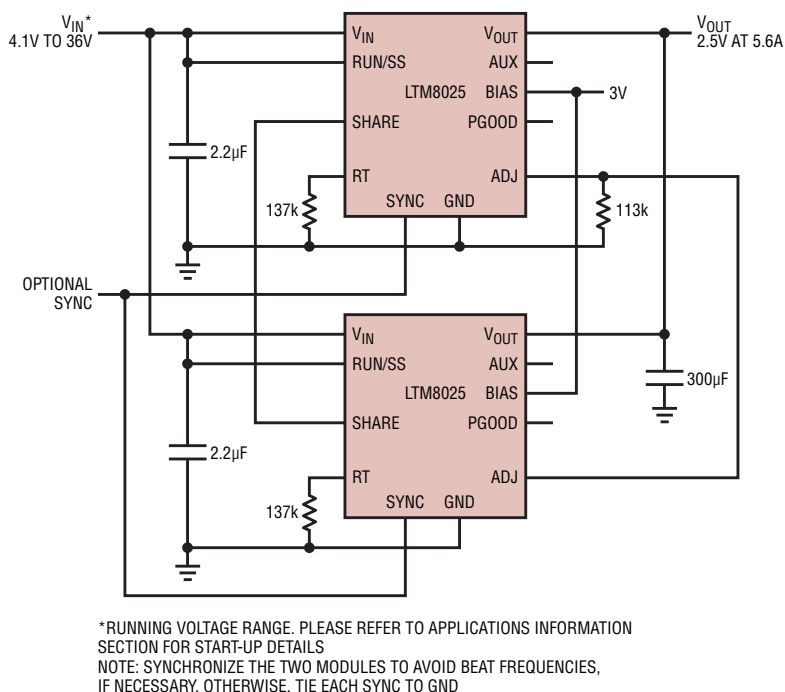 VIN*
4.1V TO 36V
VIN
RUN/SS
SHARE
RT
SYNC GND
LTM8025
VOUT
AUX
BIAS
PGOOD
ADJ
VOUT
2.5V AT 5.6A
3V
2.2µF
137k
113k
OPTIONAL
SYNC
VIN
RUN/SS
SHARE
RT
SYNC GND
LTM8025
VOUT
AUX
BIAS
PGOOD
ADJ
300µF
2.2µF
137k
*RUNNING VOLTAGE RANGE. PLEASE REFER TO APPLICATIONS INFORMATION
SECTION FOR START-UP DETAILS
NOTE: SYNCHRONIZE THE TWO MODULES TO AVOID BEAT FREQUENCIES,
IF NECESSARY. OTHERWISE, TIE EACH SYNC TO GND